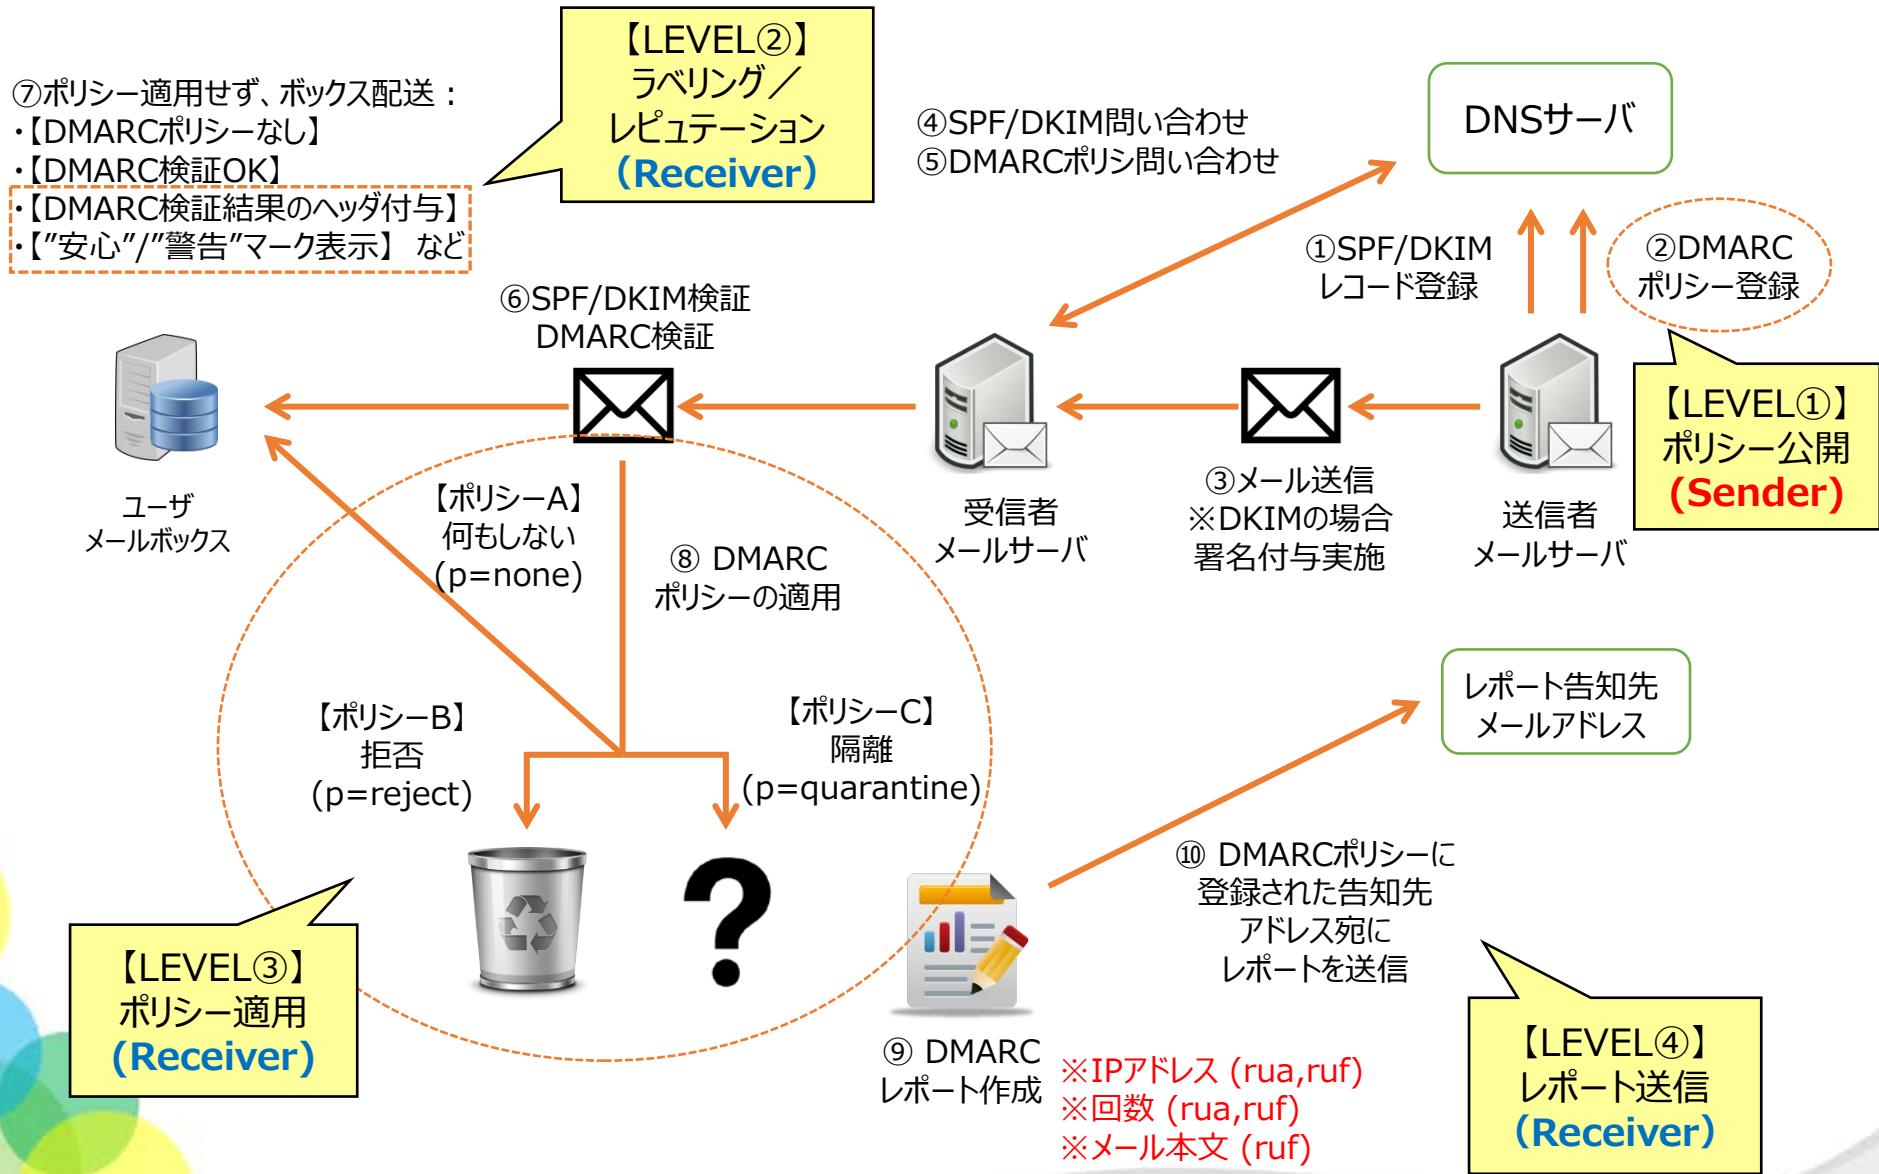 ⑦ポリシー適用せず、ボックス配送：
・【DMARCポリシーなし】
・【DMARC検証OK】
・【DMARC検証結果のヘッダ付与】
・【”安心”/”警告”マーク表示】 など
【LEVEL②】
ラベリング／
レピュテーション
(Receiver)
④SPF/DKIM問い合わせ
⑤DMARCポリシ問い合わせ
DNSサーバ
①SPF/DKIM
レコード登録
②DMARC
ポリシー登録
⑥SPF/DKIM検証
DMARC検証
【LEVEL①】
ポリシー公開
(Sender)
ユーザ
メールボックス
受信者
メールサーバ
③メール送信
※DKIMの場合
署名付与実施
送信者
メールサーバ
【ポリシーA】
何もしない
(p=none)
⑧ DMARC
ポリシーの適用
【ポリシーB】
拒否
(p=reject)
【ポリシーC】
隔離
(p=quarantine)
レポート告知先
メールアドレス
⑩ DMARCポリシーに
登録された告知先
アドレス宛に
レポートを送信
【LEVEL③】
ポリシー適用
(Receiver)
⑨ DMARC
レポート作成
※IPアドレス (rua,ruf)
※回数 (rua,ruf)
※メール本文 (ruf)
【LEVEL④】
レポート送信
(Receiver)